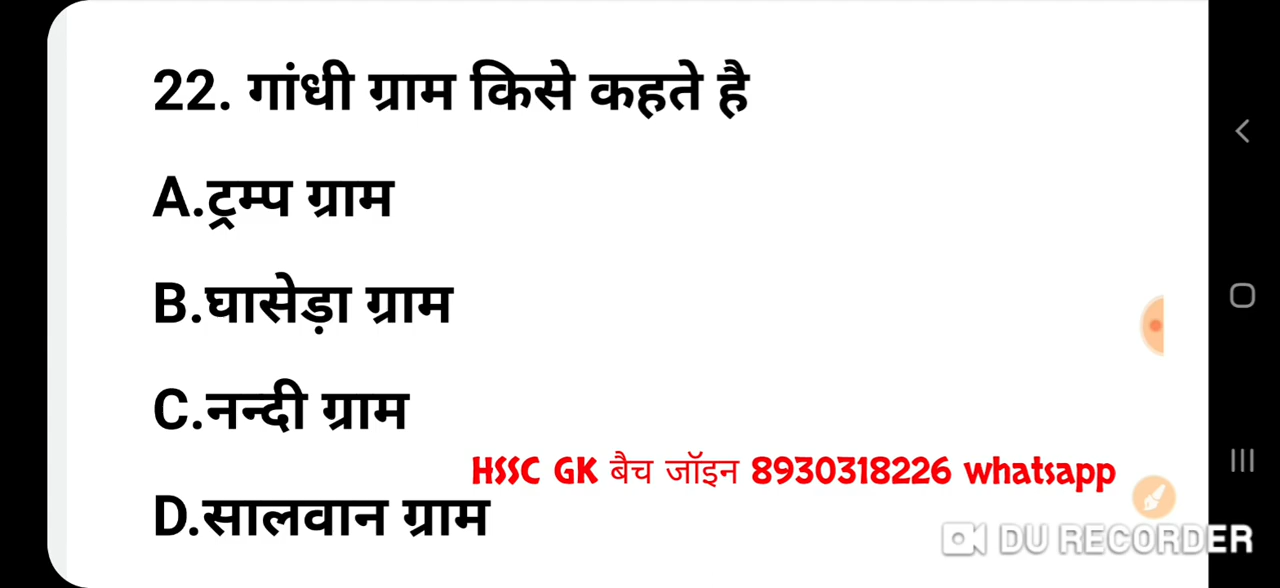 22. गांधी ग्राम किसे कहते है
A.ट्रम्प ग्राम
B.घासेड़ा ग्राम
C.नन्दी ग्राम
HSSC GK बैच जॉइन 8930318226 whatsapp
D.सालवान ग्राम
DU RECORDER